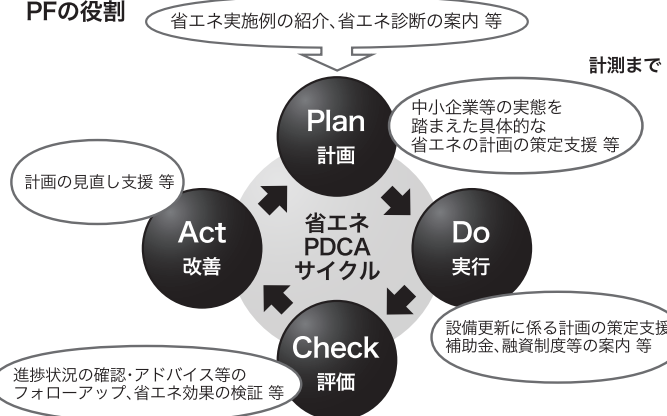 PFの役割
省エネ実施例の紹介、省エネ診断の案内 等
計測まで
Plan
計画
中小企業等の実態を
踏まえた具体的な
省エネの計画の策定支援 等
計画の見直し支援 等
Act
改善
省エネ
PDCA
サイクル
Do
実行
設備更新に係る計画の策定支援
補助金、融資制度等の案内 等
Check
評価
進捗状況の確認・アドバイス等の
フォローアップ、省エネ効果の検証 等